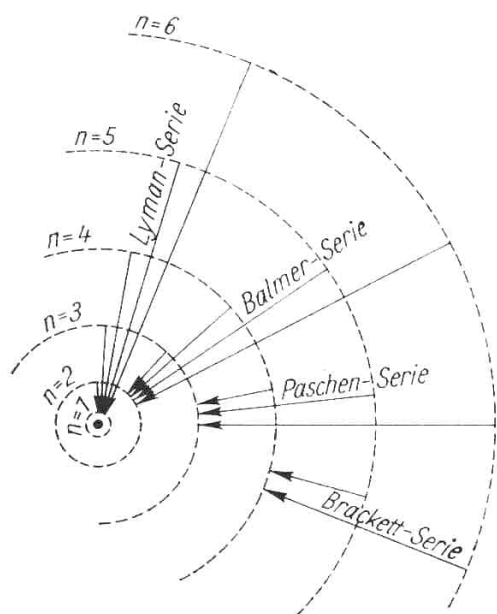 n=6
n=5
n=4
n=3
n=2
n=1
Lyman-Serie
Balmer-Serie
Paschen-Serie
Brackett-Serie